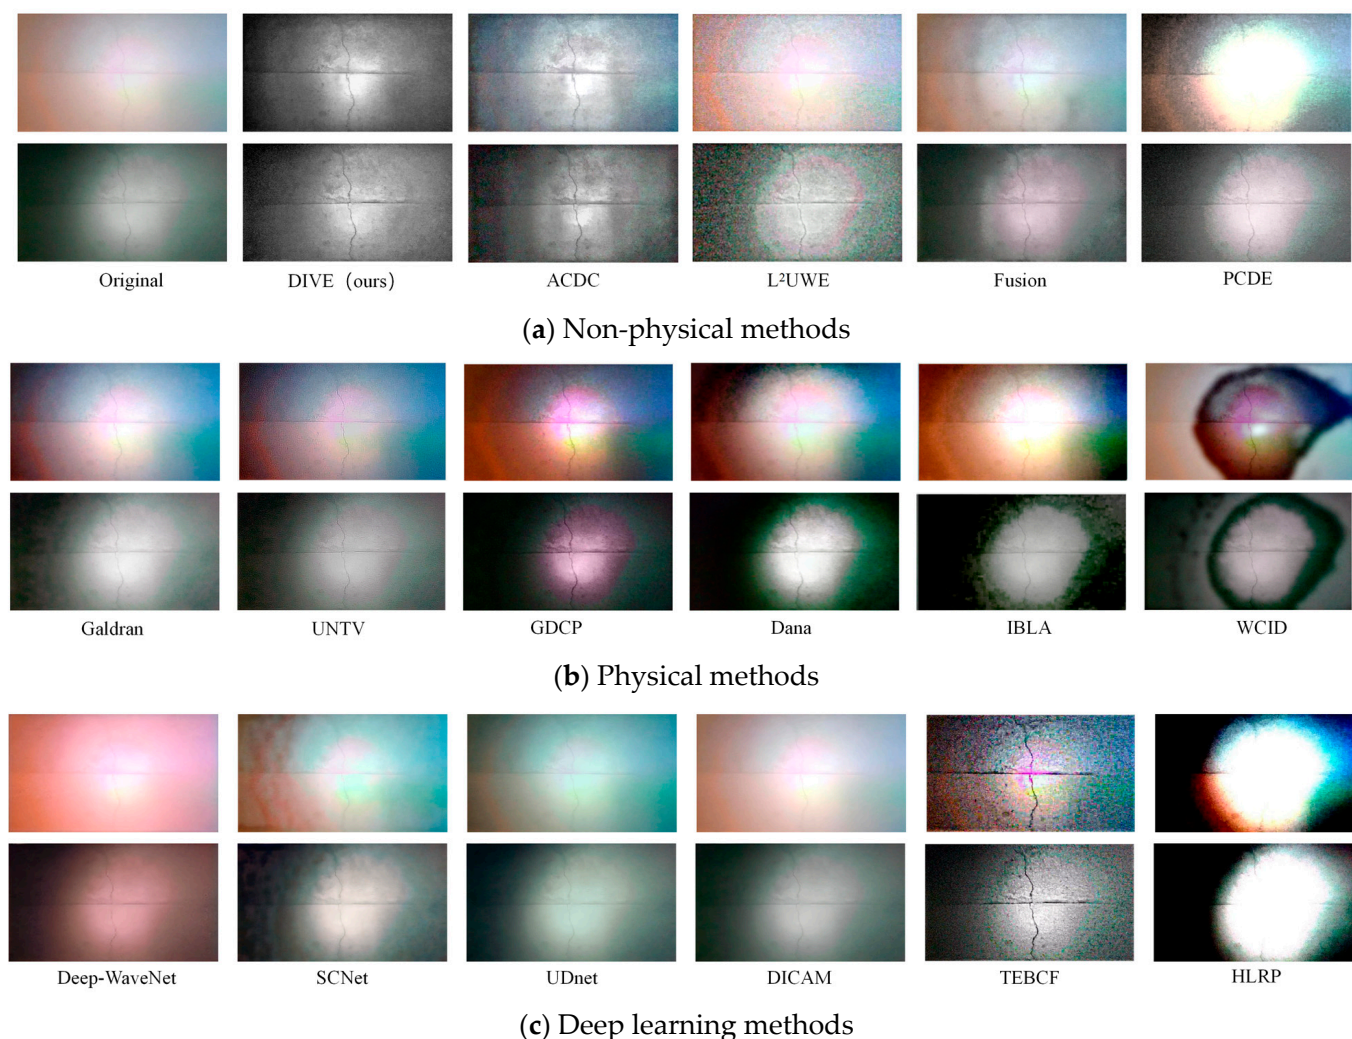 Original DIVE（ours） ACDC L²UWE Fusion PCDE
(a) Non-physical methods
Galdran UNTV GDCP Dana IBLA WCID
(b) Physical methods
Deep-WaveNet SCNet UDnet DICAM TEBCF HLRP
(c) Deep learning methods